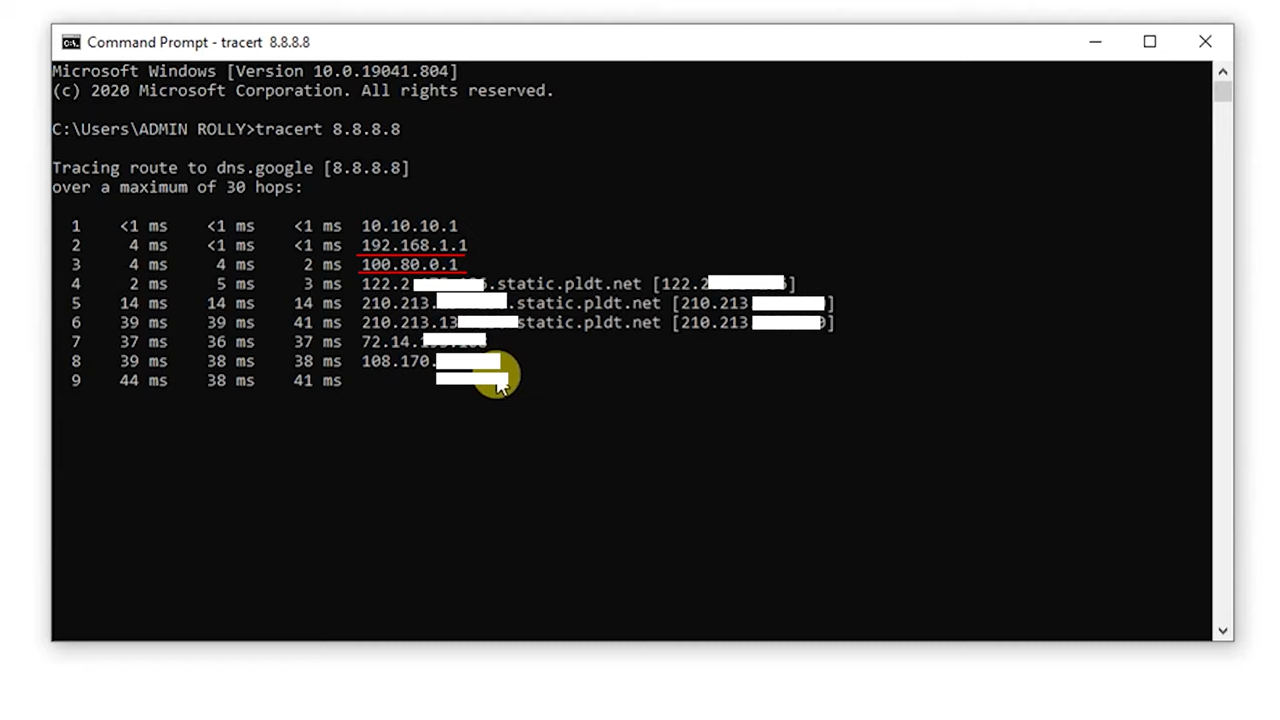 Command Prompt - tracert 8.8.8.8
Microsoft Windows [Version 10.0.19041.804]
(c) 2020 Microsoft Corporation. All rights reserved.
C:\Users\ADMIN ROLLY>tracert 8.8.8.8
Tracing route to dns.google [8.8.8.8]
over a maximum of 30 hops:
1 <1 ms <1 ms <1 ms 10.10.10.1
2 4 ms <1 ms <1 ms 192.168.1.1
3 4 ms 4 ms 2 ms 100.80.0.1
4 2 ms 5 ms 3 ms 122.2 .static.pldt.net [122.2 ]
5 14 ms 14 ms 14 ms 210.213. .static.pldt.net [210.213 ]
6 39 ms 39 ms 41 ms 210.213.13 static.pldt.net [210.213 ]
7 37 ms 36 ms 37 ms 72.14.
8 39 ms 38 ms 38 ms 108.170.
9 44 ms 38 ms 41 ms